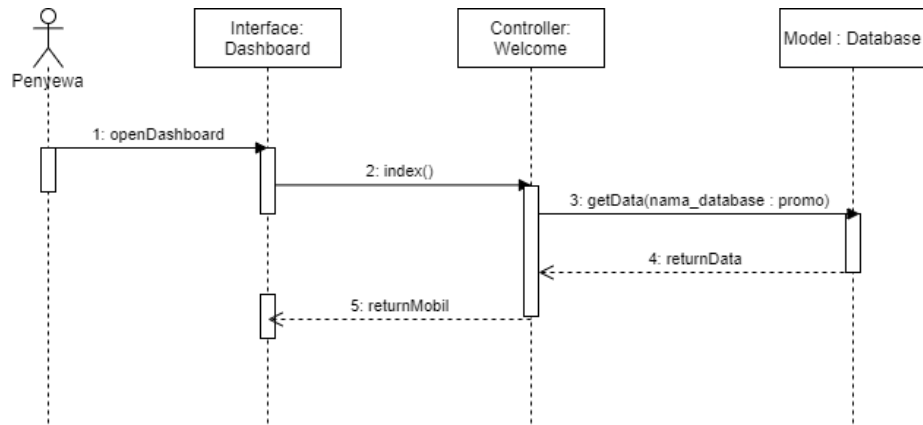 Interface:
Dashboard
Controller:
Welcome
Model : Database
Penyewa
1: openDashboard
2: index()
3: getData(nama_database : promo)
4: returnData
5: returnMobil